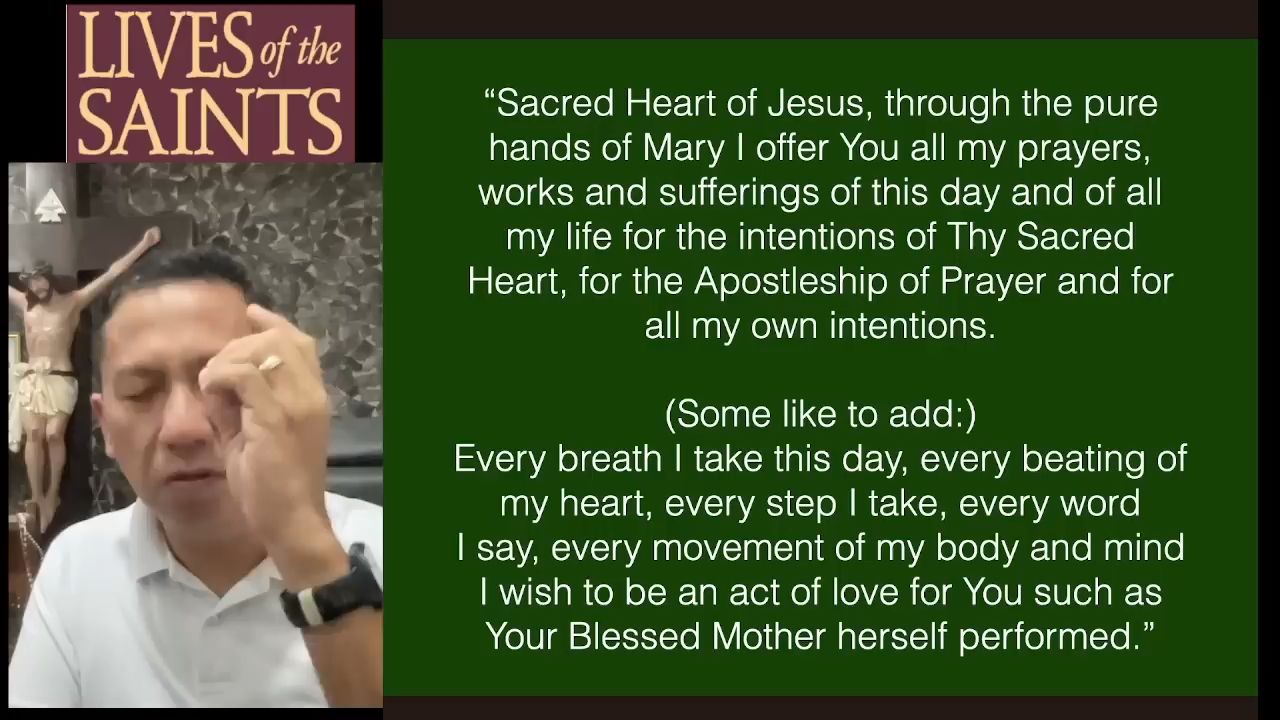 LIVES of the
SAINTS
“Sacred Heart of Jesus, through the pure
hands of Mary I offer You all my prayers,
works and sufferings of this day and of all
my life for the intentions of Thy Sacred
Heart, for the Apostleship of Prayer and for
all my own intentions.
(Some like to add:)
Every breath I take this day, every beating of
my heart, every step I take, every word
I say, every movement of my body and mind
I wish to be an act of love for You such as
Your Blessed Mother herself performed.”